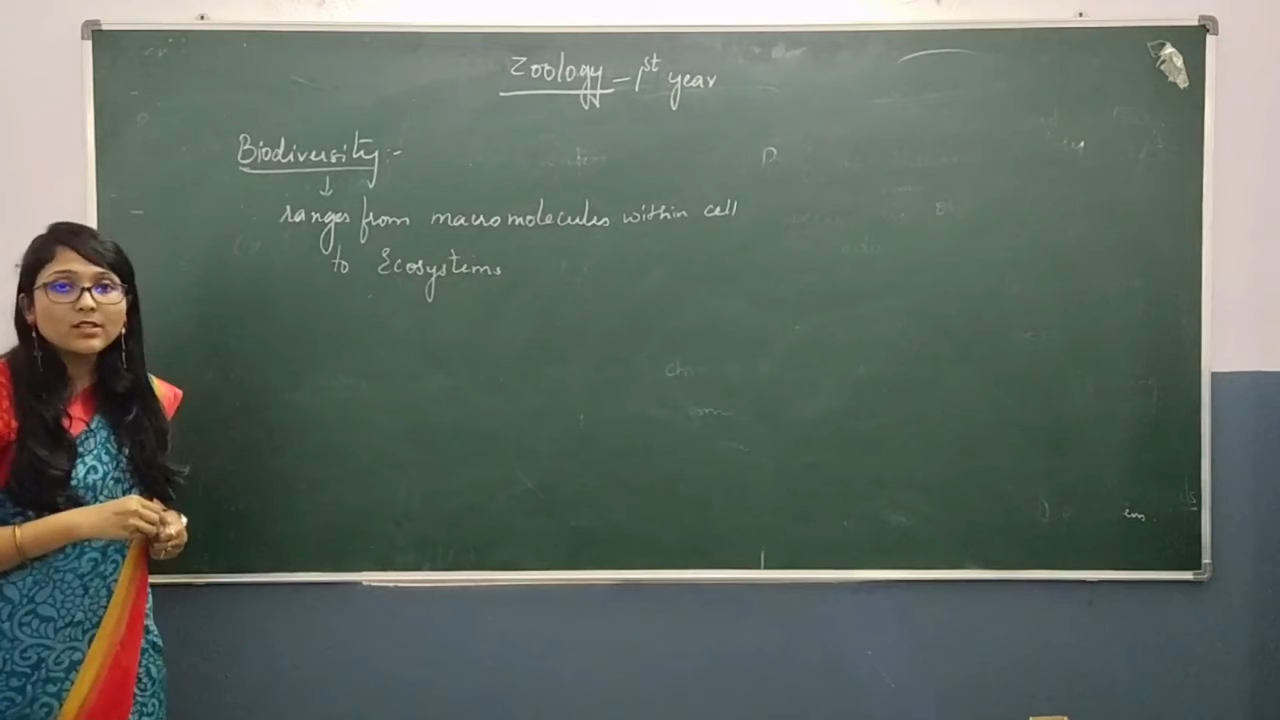 Zoology - 1st year
Biodiversity :-
ranges from macromolecules within cell
to Ecosystems